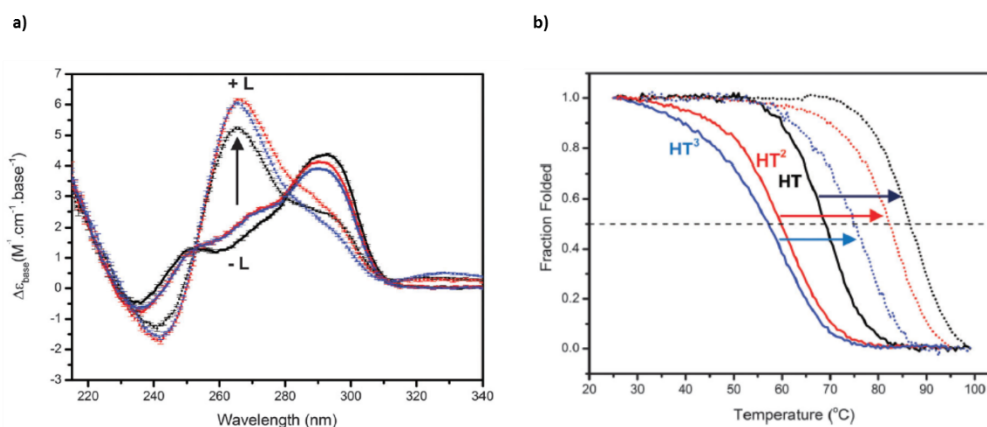 a)
b)
+ L
- L
7
6
5
4
3
2
1
0
-1
-2
-3
Δε_base (M⁻¹.cm⁻¹.base⁻¹)
220 240 260 280 300 320 340
Wavelength (nm)
HT³
HT²
HT
1.0
0.8
0.6
0.4
0.2
0.0
Fraction Folded
20 30 40 50 60 70 80 90 100
Temperature (°C)